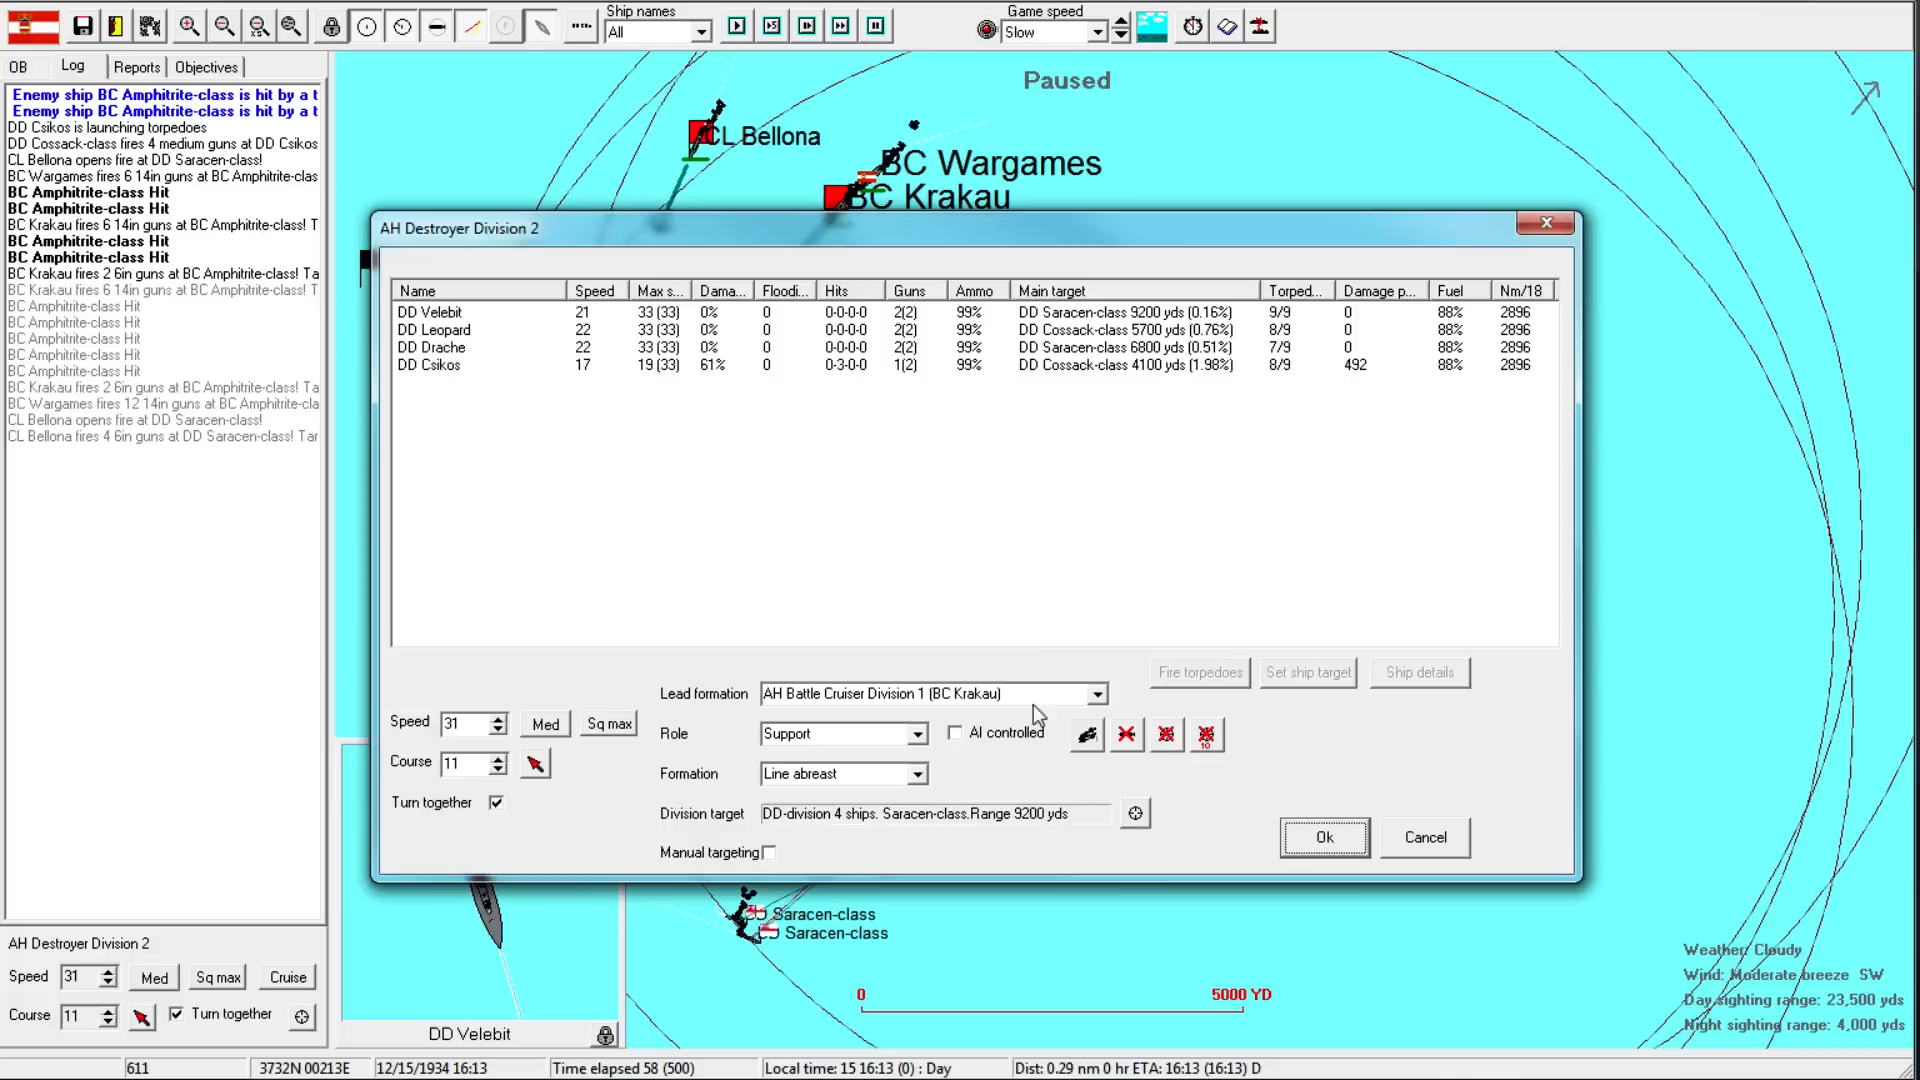 Ship names
All
Game speed
Slow
OB Log Reports Objectives
Enemy ship BC Amphitrite-class is hit by a t
Enemy ship BC Amphitrite-class is hit by a t
DD Csikos is launching torpedoes
DD Cossack-class fires 4 medium guns at DD Csikos
CL Bellona opens fire at DD Saracen-class!
BC Wargames fires 6 14in guns at BC Amphitrite-clas
BC Amphitrite-class Hit
BC Amphitrite-class Hit
BC Krakau fires 6 14in guns at BC Amphitrite-class! T
BC Amphitrite-class Hit
BC Amphitrite-class Hit
BC Krakau fires 2 6in guns at BC Amphitrite-class! Ta
BC Krakau fires 6 14in guns at BC Amphitrite-class! T
BC Amphitrite-class Hit
BC Amphitrite-class Hit
BC Amphitrite-class Hit
BC Amphitrite-class Hit
BC Amphitrite-class Hit
BC Krakau fires 2 6in guns at BC Amphitrite-class! Ta
BC Wargames fires 12 14in guns at BC Amphitrite-cla
CL Bellona opens fire at DD Saracen-class!
CL Bellona fires 4 6in guns at DD Saracen-class! Tar
Paused
CL Bellona
BC Wargames
BC Krakau
AH Destroyer Division 2
Name Speed Max s... Dama... Floodi... Hits Guns Ammo Main target Torped... Damage p... Fuel Nm/18
DD Velebit 21 33 (33) 0% 0 0-0-0-0 2(2) 99% DD Saracen-class 9200 yds (0.16%) 9/9 0 88% 2896
DD Leopard 22 33 (33) 0% 0 0-0-0-0 2(2) 99% DD Cossack-class 5700 yds (0.76%) 8/9 0 88% 2896
DD Drache 22 33 (33) 0% 0 0-0-0-0 2(2) 99% DD Saracen-class 6800 yds (0.51%) 7/9 0 88% 2896
DD Csikos 17 19 (33) 61% 0 0-3-0-0 1(2) 99% DD Cossack-class 4100 yds (1.98%) 8/9 492 88% 2896
Fire torpedoes Set ship target Ship details
Lead formation AH Battle Cruiser Division 1 (BC Krakau)
Speed 31 Med Sq max
Role Support AI controlled
10
Course 11
Formation Line abreast
Turn together
Division target DD-division 4 ships. Saracen-class.Range 9200 yds
Manual targeting
Ok Cancel
DD Saracen-class
DD Saracen-class
0 5000 YD
Weather: Cloudy
Wind: Moderate breeze SW
Day sighting range: 23,500 yds
Night sighting range: 4,000 yds
AH Destroyer Division 2
Speed 31 Med Sq max Cruise
Course 11 Turn together
DD Velebit
611 3732N 00213E 12/15/1934 16:13 Time elapsed 58 (500) Local time: 15 16:13 (0) : Day Dist: 0.29 nm 0 hr ETA: 16:13 (16:13) D